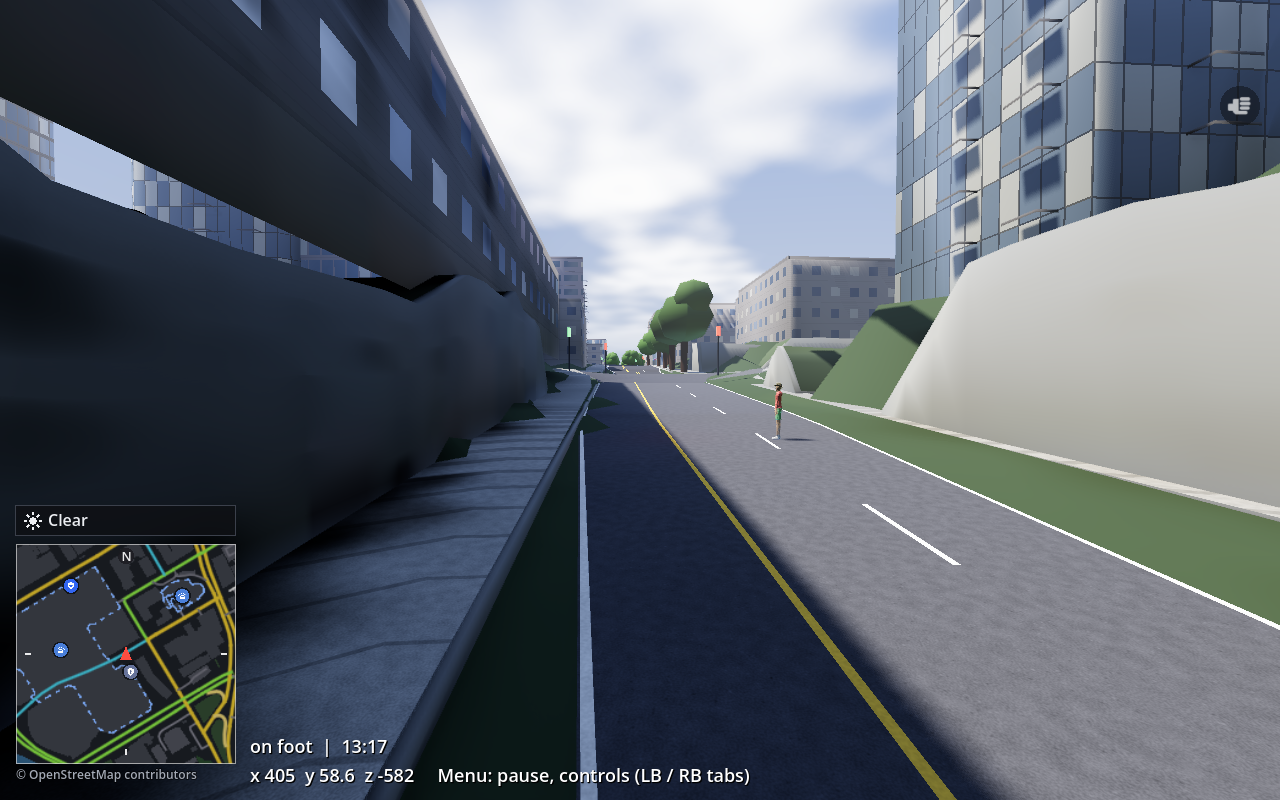 Clear
N
© OpenStreetMap contributors
on foot | 13:17
x 405 y 58.6 z -582 Menu: pause, controls (LB / RB tabs)